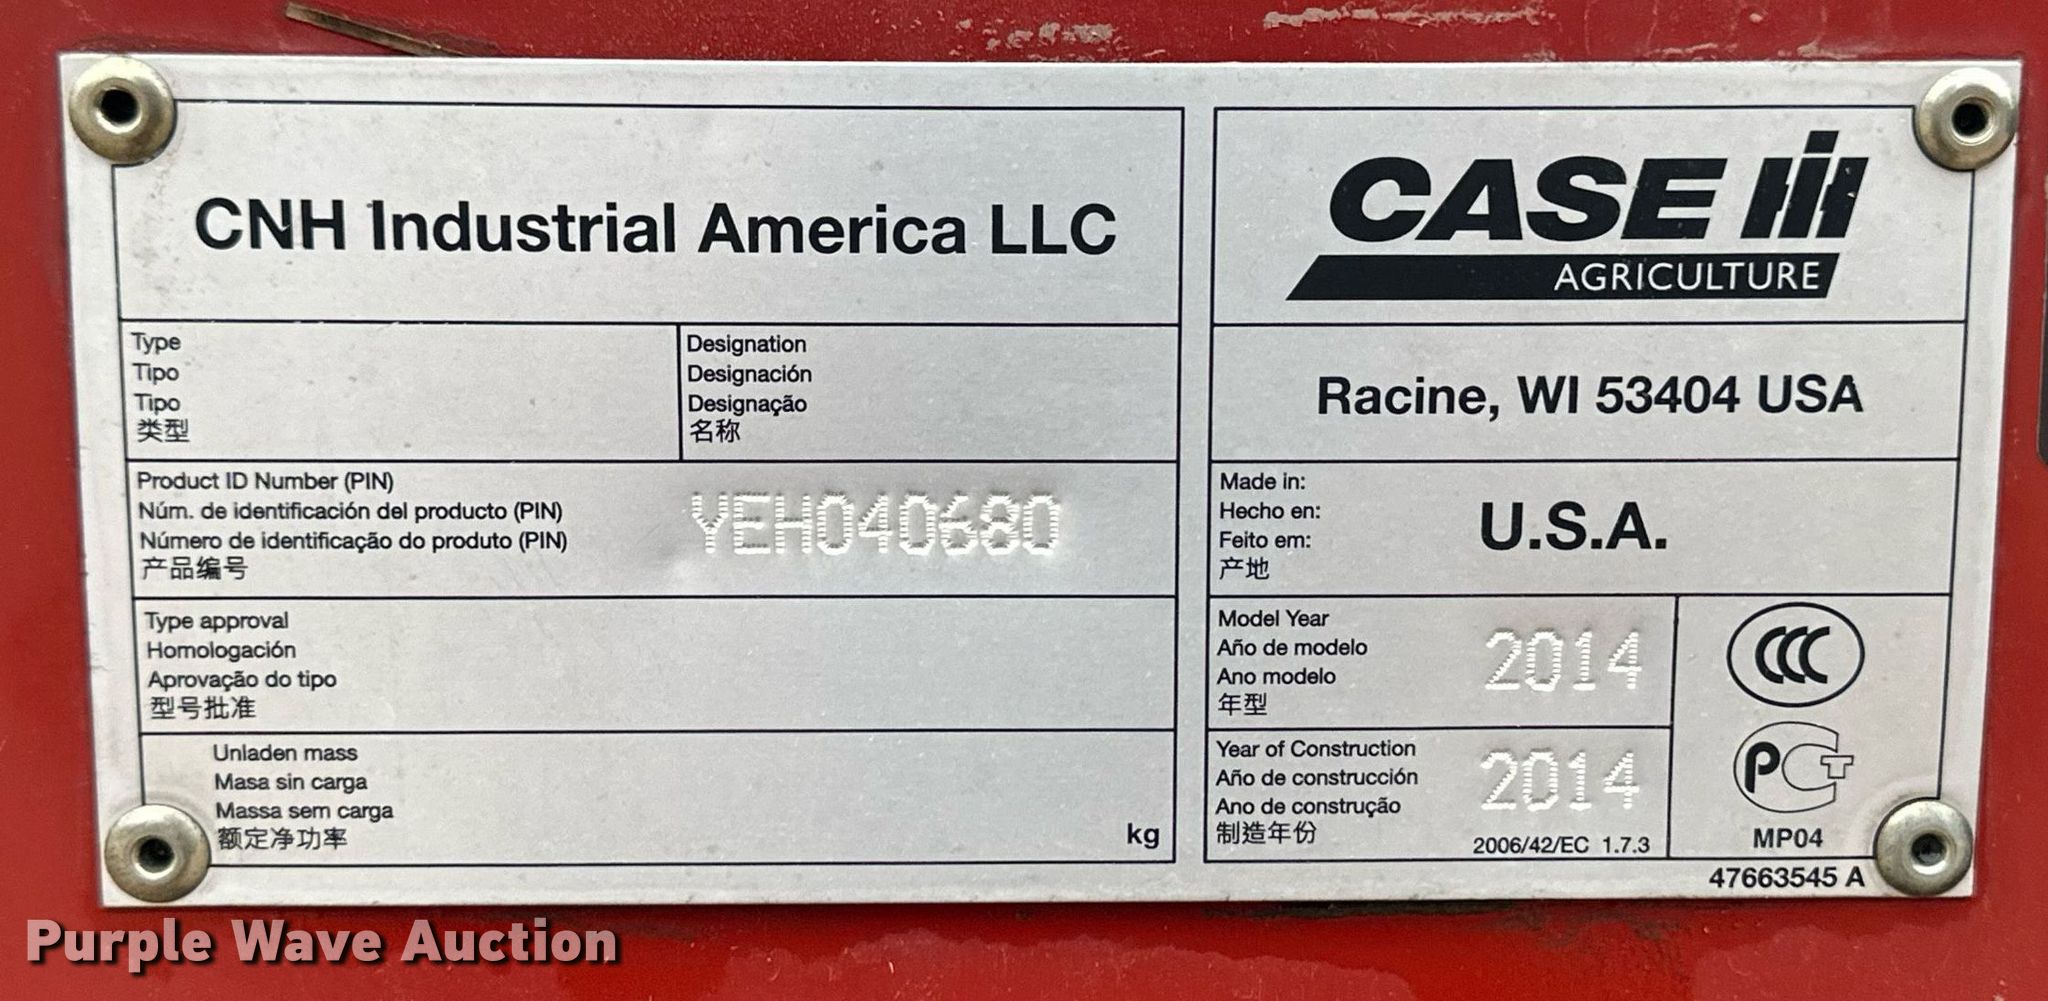 CNH Industrial America LLC
Type
Tipo
Tipo
类型
Designation
Designación
Designação
名称
Product ID Number (PIN)
Núm. de identificación del producto (PIN)
Número de identificação do produto (PIN)
产品编号
YEH040680
Type approval
Homologación
Aprovação do tipo
型号批准
Unladen mass
Masa sin carga
Massa sem carga
额定净功率
kg
CASE IH
AGRICULTURE
Racine, WI 53404 USA
Made in:
Hecho en:
Feito em:
产地
U.S.A.
Model Year
Año de modelo
Ano modelo
年型
2014
Year of Construction
Año de construcción
Ano de construção
制造年份
2014
2006/42/EC 1.7.3
CCC
PCT
MP04
47663545 A
Purple Wave Auction